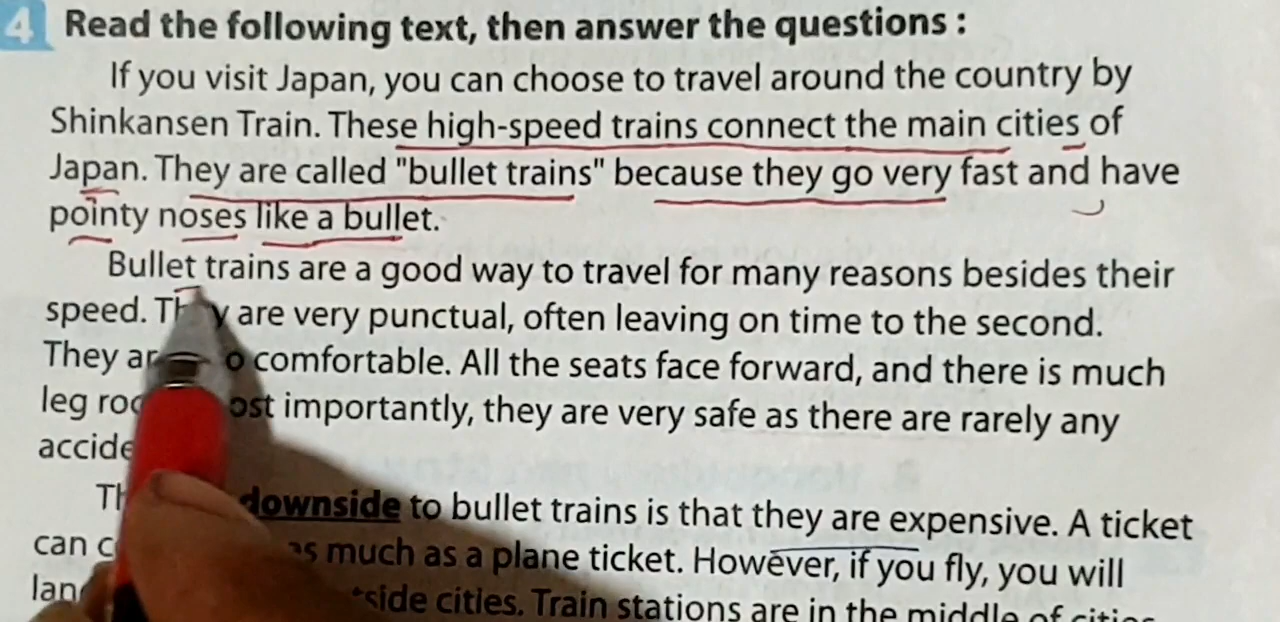 4 Read the following text, then answer the questions :
If you visit Japan, you can choose to travel around the country by
Shinkansen Train. These high-speed trains connect the main cities of
Japan. They are called "bullet trains" because they go very fast and have
pointy noses like a bullet.
Bullet trains are a good way to travel for many reasons besides their
speed. are very punctual, often leaving on time to the second.
They comfortable. All the seats face forward, and there is much
leg importantly, they are very safe as there are rarely any
downside to bullet trains is that they are expensive. A ticket
can as much as a plane ticket. However, if you fly, you will
cities. Train stations are in the middle of cities